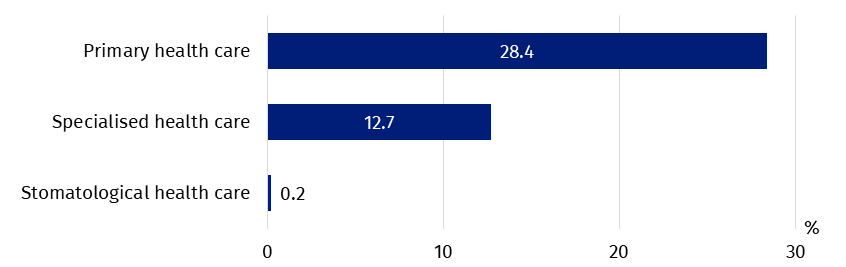 Primary health care
28.4
Specialised health care
12.7
Stomatological health care
0.2
%
0 10 20 30